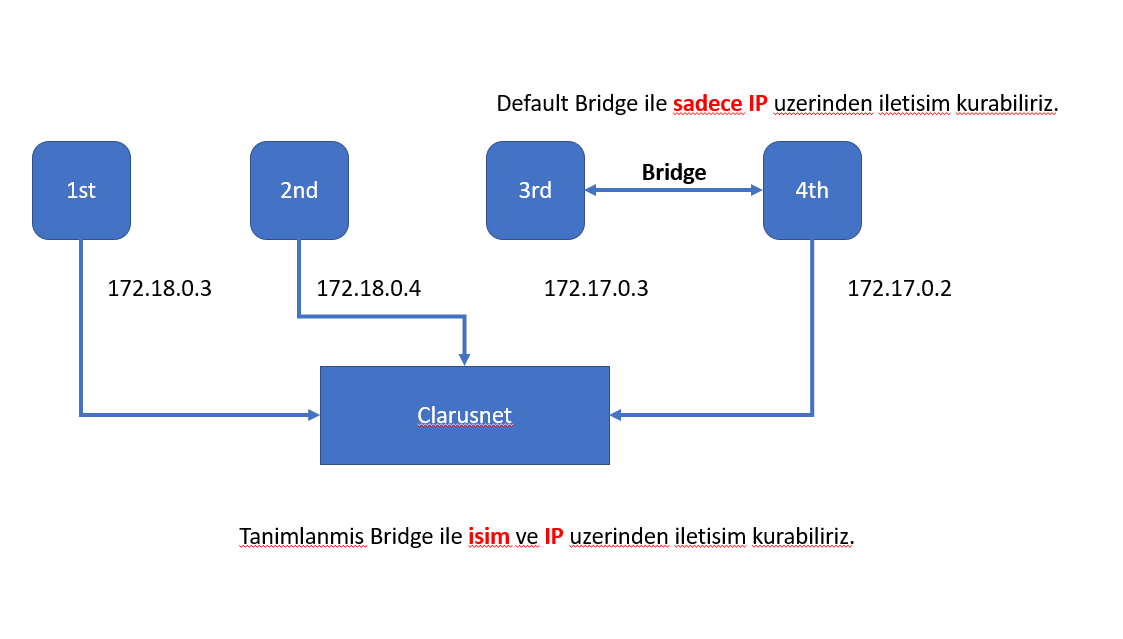 Default Bridge ile sadece IP uzerinden iletisim kurabiliriz.
1st
2nd
3rd
Bridge
4th
172.18.0.3
172.18.0.4
172.17.0.3
172.17.0.2
Clarusnet
Tanimlanmis Bridge ile isim ve IP uzerinden iletisim kurabiliriz.